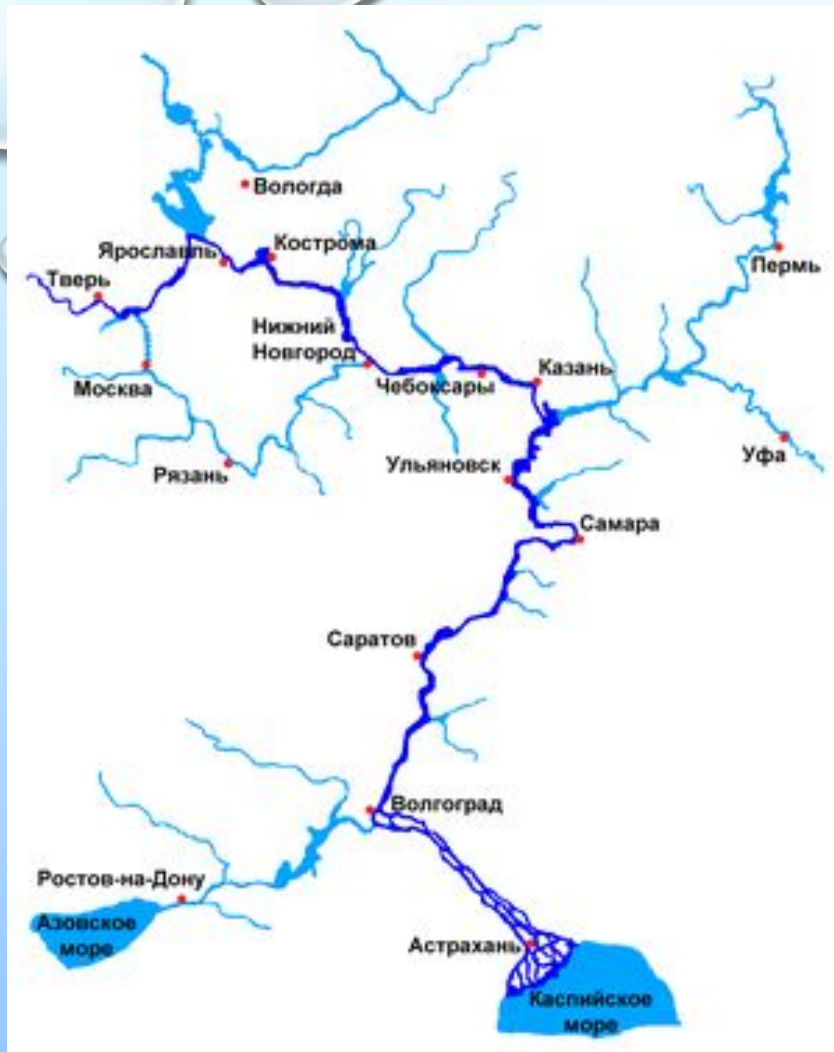 Вологда
Ярославль
Кострома
Тверь
Пермь
Нижний
Новгород
Москва
Чебоксары
Казань
Рязань
Ульяновск
Уфа
Самара
Саратов
Волгоград
Ростов-на-Дону
Азовское
море
Астрахань
Каспийское
море